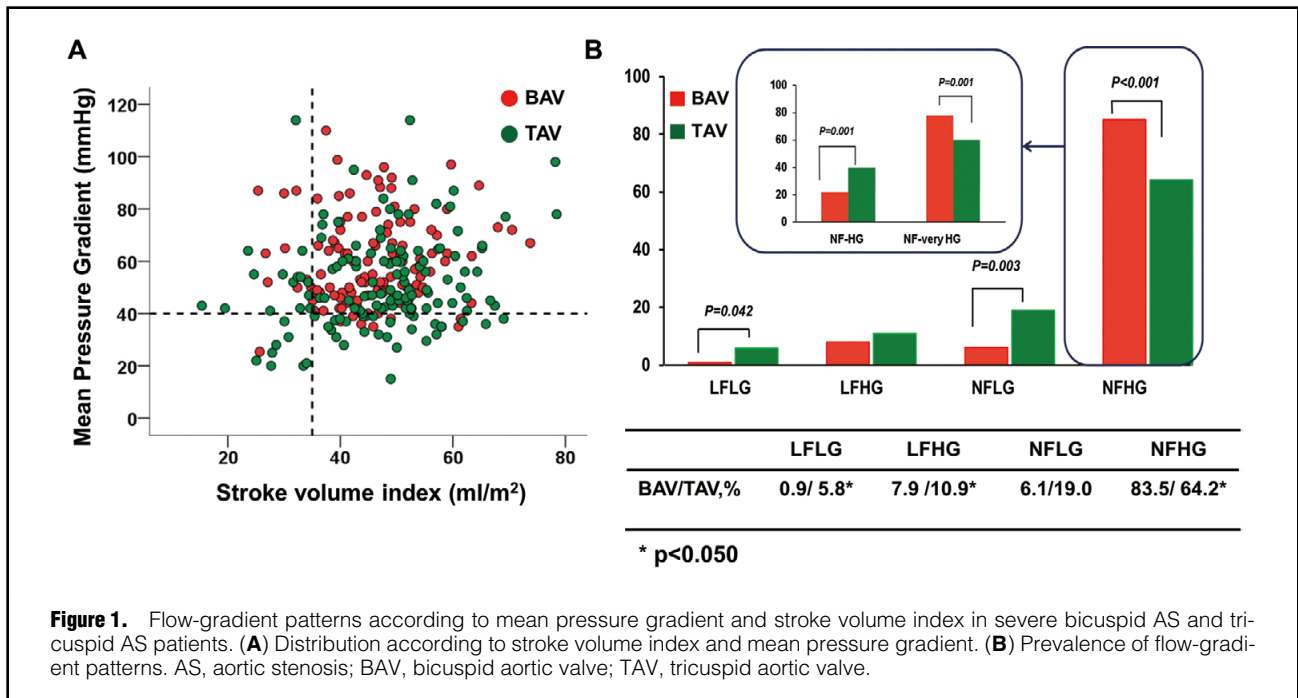 A
BAV
TAV
120
100
80
60
40
20
0
20
40
60
80
Mean Pressure Gradient (mmHg)
Stroke volume index (ml/m²)
B
BAV
TAV
100
80
60
40
20
0
100
80
60
40
20
0
P=0.001
P=0.001
NF-HG
NF-very HG
P<0.001
P=0.042
P=0.003
LFLG
LFHG
NFLG
NFHG
LFLG LFHG NFLG NFHG
BAV/TAV,% 0.9/ 5.8* 7.9 /10.9* 6.1/19.0 83.5/ 64.2*
* p<0.050
Figure 1. Flow-gradient patterns according to mean pressure gradient and stroke volume index in severe bicuspid AS and tri-
cuspid AS patients. (A) Distribution according to stroke volume index and mean pressure gradient. (B) Prevalence of flow-gradi-
ent patterns. AS, aortic stenosis; BAV, bicuspid aortic valve; TAV, tricuspid aortic valve.